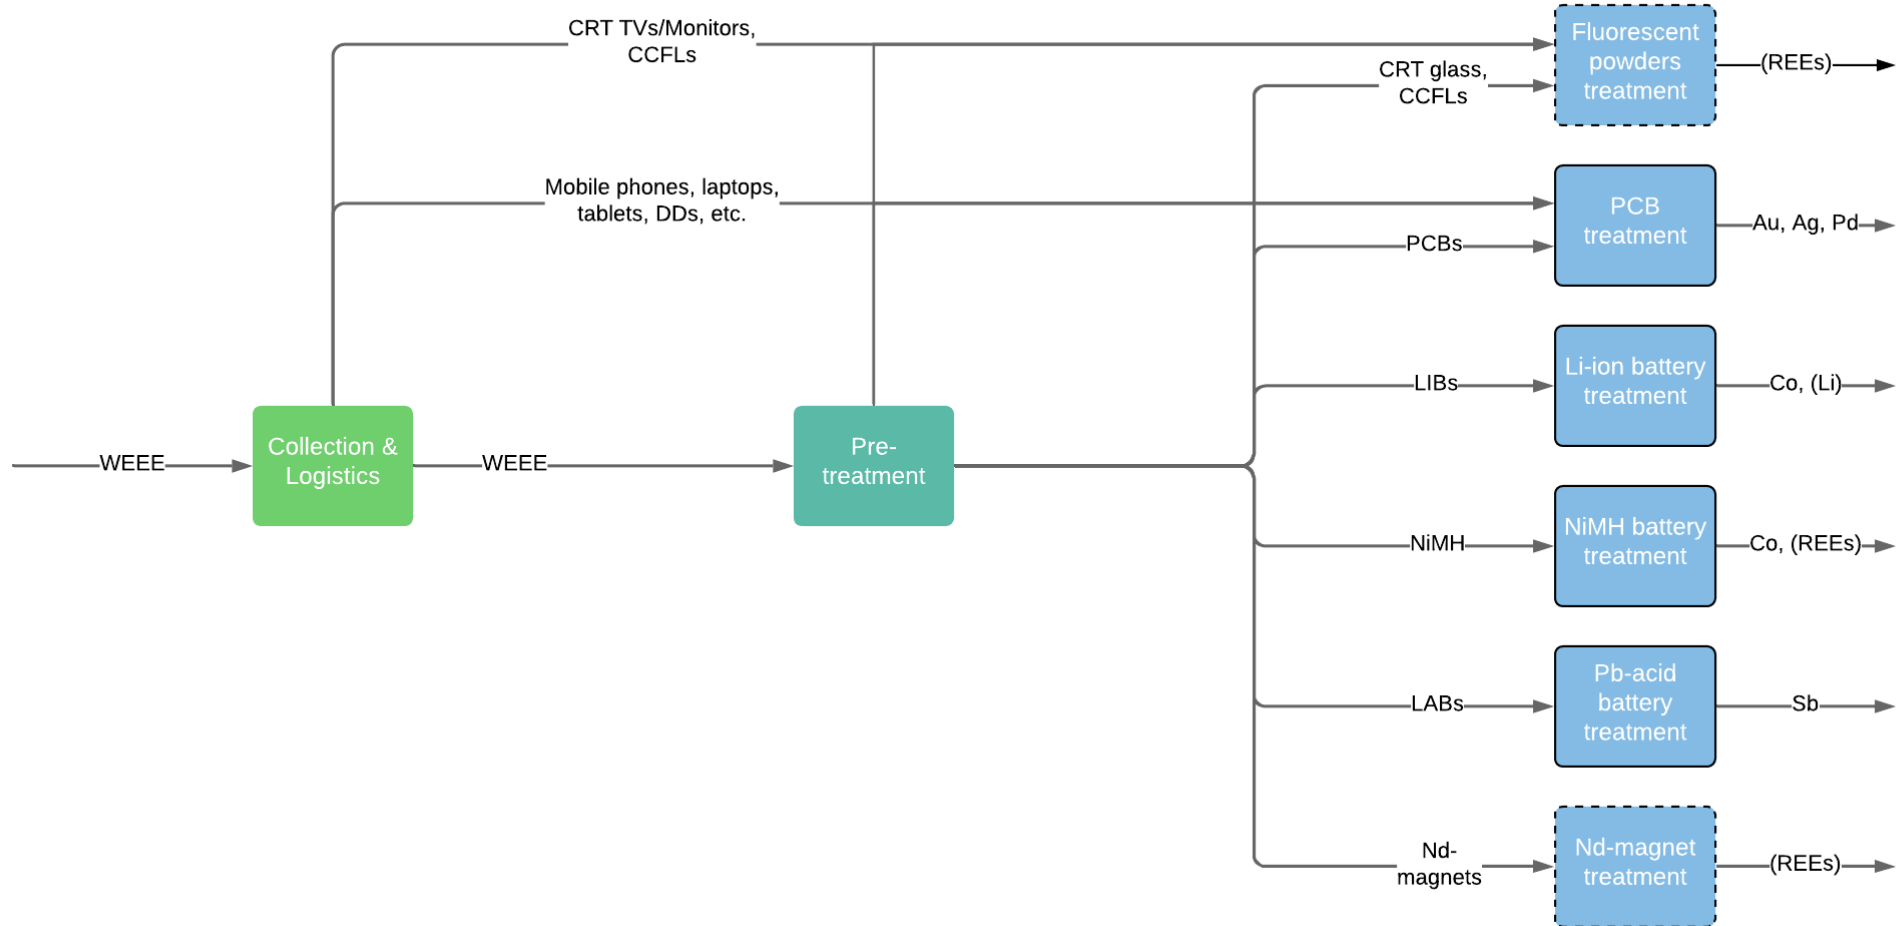 CRT TVs/Monitors,
CCFLs
Fluorescent
powders
treatment
(REEs)
CRT glass,
CCFLs
Mobile phones, laptops,
tablets, DDs, etc.
PCB
treatment
Au, Ag, Pd
PCBs
Li-ion battery
treatment
LIBs
Co, (Li)
WEEE
Collection &
Logistics
WEEE
Pre-
treatment
NiMH
NiMH battery
treatment
Co, (REEs)
LABs
Pb-acid
battery
treatment
Sb
Nd-
magnets
Nd-magnet
treatment
(REEs)